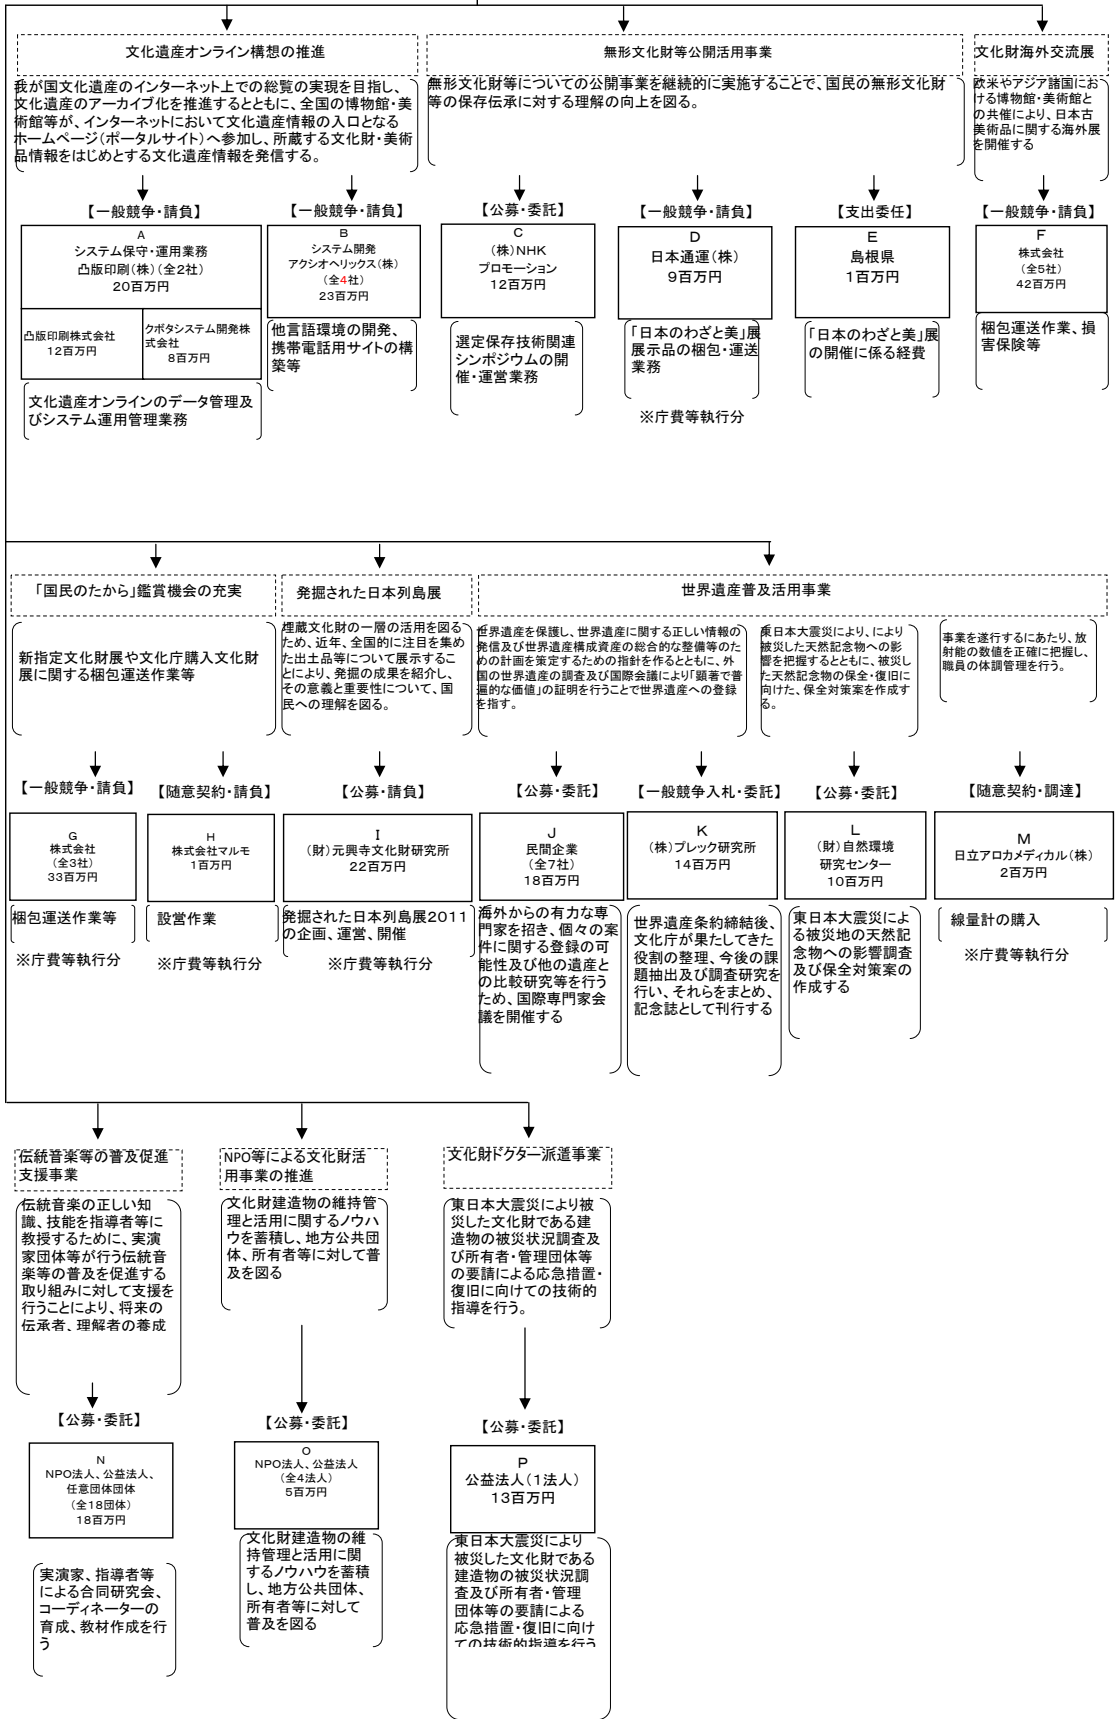 文化遺産オンライン構想の推進
我が国文化遺産のインターネット上での総覧の実現を目指し、
文化遺産のアーカイブ化を推進するとともに、全国の博物館・美
術館等が、インターネットにおいて文化遺産情報の入口となる
ホームページ(ポータルサイト)へ参加し、所蔵する文化財・美術
品情報をはじめとする文化遺産情報を発信する。
無形文化財等公開活用事業
無形文化財等についての公開事業を継続的に実施することで、国民の無形文化財
等の保存伝承に対する理解の向上を図る。
文化財海外交流展
欧米やアジア諸国にお
ける博物館・美術館と
の共催により、日本古
美術品に関する海外展
を開催する
【一般競争・請負】
A
システム保守・運用業務
凸版印刷(株)(全2社)
20百万円
凸版印刷株式会社
12百万円
クボタシステム開発株
式会社
8百万円
文化遺産オンラインのデータ管理及
びシステム運用管理業務
【一般競争・請負】
B
システム開発
アクシオヘリックス(株)
(全4社)
23百万円
他言語環境の開発、
携帯電話用サイトの構
築等
【公募・委託】
C
(株)NHK
プロモーション
12百万円
選定保存技術関連
シンポジウムの開
催・運営業務
【一般競争・請負】
D
日本通運(株)
9百万円
「日本のわざと美」展
展示品の梱包・運送
業務
※庁費等執行分
【支出委任】
E
島根県
1百万円
「日本のわざと美」展
の開催に係る経費
【一般競争・請負】
F
株式会社
(全5社)
42百万円
梱包運送作業、損
害保険等
「国民のたから」鑑賞機会の充実
新指定文化財展や文化庁購入文化財
展に関する梱包運送作業等
発掘された日本列島展
埋蔵文化財の一層の活用を図る
ため、近年、全国的に注目を集め
た出土品等について展示するこ
とにより、発掘の成果を紹介し、
その意義と重要性について、国
民への理解を図る。
世界遺産普及活用事業
世界遺産を保護し、世界遺産に関する正しい情報の
発信及び世界遺産構成資産の総合的な整備等のた
めの計画を策定するための指針を作るとともに、外
国の世界遺産の調査及び国際会議により「顕著で普
遍的な価値」の証明を行うことで世界遺産への登録を
目指す。
東日本大震災により、により
被災した天然記念物への影
響を把握するとともに、被災し
た天然記念物の保全・復旧に
向けた、保全対策案を作成す
る。
事業を遂行するにあたり、放
射能の数値を正確に把握し、
職員の体調管理を行う。
【一般競争・請負】
G
株式会社
(全3社)
33百万円
梱包運送作業等
※庁費等執行分
【随意契約・請負】
H
株式会社マルモ
1百万円
設営作業
※庁費等執行分
【公募・請負】
I
(財)元興寺文化財研究所
22百万円
発掘された日本列島展2011
の企画、運営、開催
※庁費等執行分
【公募・委託】
J
民間企業
(全7社)
18百万円
海外からの有力な専
門家を招き、個々の案
件に関する登録の可
能性及び他の遺産と
の比較研究等を行う
ため、国際専門家会
議を開催する
【一般競争入札・委託】
K
(株)プレック研究所
14百万円
世界遺産条約締結後、
文化庁が果たしてきた
役割の整理、今後の課
題抽出及び調査研究を
行い、それらをまとめ、
記念誌として刊行する
【公募・委託】
L
(財)自然環境
研究センター
10百万円
東日本大震災によ
る被災地の天然記
念物への影響調査
及び保全対策案の
作成する
【随意契約・調達】
M
日立アロカメディカル(株)
2百万円
線量計の購入
※庁費等執行分
伝統音楽等の普及促進
支援事業
伝統音楽の正しい知
識、技能を指導者等に
教授するために、実演
家団体等が行う伝統音
楽等の普及を促進する
取り組みに対して支援を
行うことにより、将来の
伝承者、理解者の養成
NPO等による文化財活
用事業の推進
文化財建造物の維持管
理と活用に関するノウハ
ウを蓄積し、地方公共団
体、所有者等に対して普
及を図る
文化財ドクター派遣事業
東日本大震災により被
災した文化財である建
造物の被災状況調査
及び所有者・管理団体等
の要請による応急措置・
復旧に向けての技術的
指導を行う。
【公募・委託】
N
NPO法人、公益法人、
任意団体団体
(全18団体)
18百万円
実演家、指導者等
による合同研究会、
コーディネーターの
育成、教材作成を行
う
【公募・委託】
O
NPO法人、公益法人
(全4法人)
5百万円
文化財建造物の維
持管理と活用に関
するノウハウを蓄積
し、地方公共団体、
所有者等に対して
普及を図る
【公募・委託】
P
公益法人(1法人)
13百万円
東日本大震災により
被災した文化財である
建造物の被災状況調
査及び所有者・管理
団体等の要請による
応急措置・復旧に向け
ての技術的指導を行う